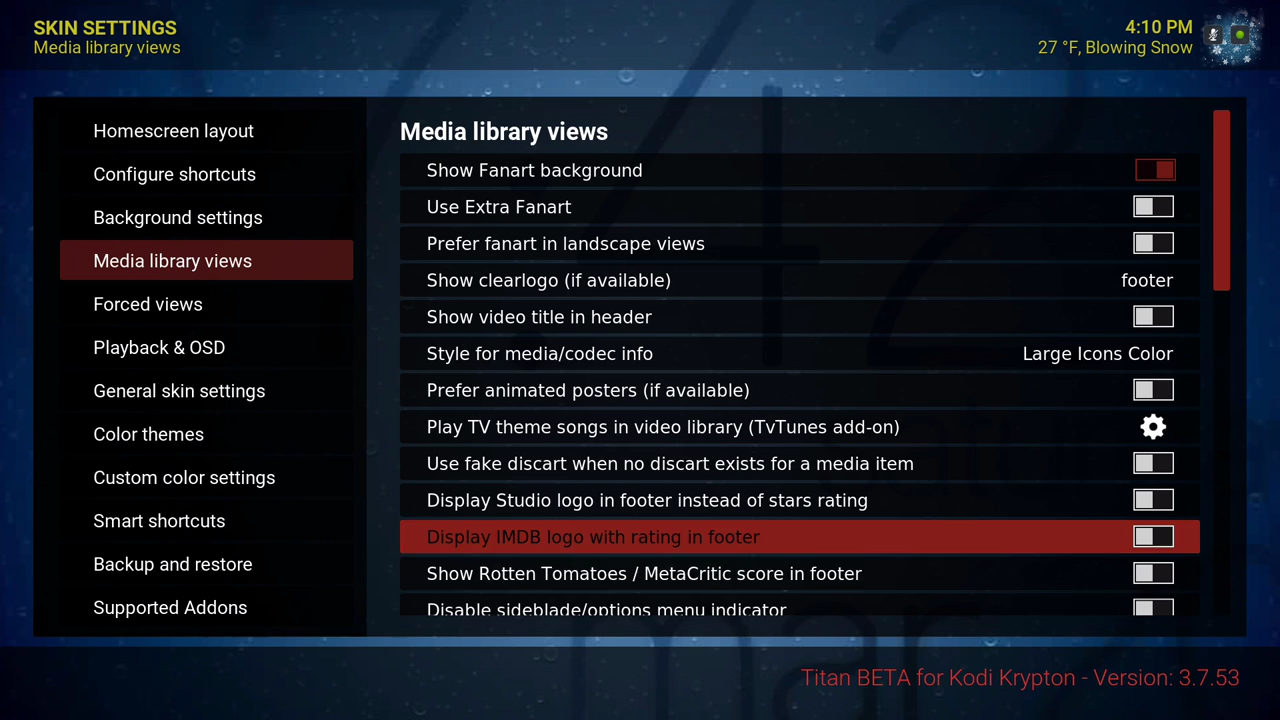 SKIN SETTINGS
Media library views
4:10 PM
27 °F, Blowing Snow
Homescreen layout
Configure shortcuts
Background settings
Media library views
Forced views
Playback & OSD
General skin settings
Color themes
Custom color settings
Smart shortcuts
Backup and restore
Supported Addons
Media library views
Show Fanart background
Use Extra Fanart
Prefer fanart in landscape views
Show clearlogo (if available) footer
Show video title in header
Style for media/codec info Large Icons Color
Prefer animated posters (if available)
Play TV theme songs in video library (TvTunes add-on)
Use fake discart when no discart exists for a media item
Display Studio logo in footer instead of stars rating
Display IMDB logo with rating in footer
Show Rotten Tomatoes / MetaCritic score in footer
Disable sideblade/options menu indicator
Titan BETA for Kodi Krypton - Version: 3.7.53